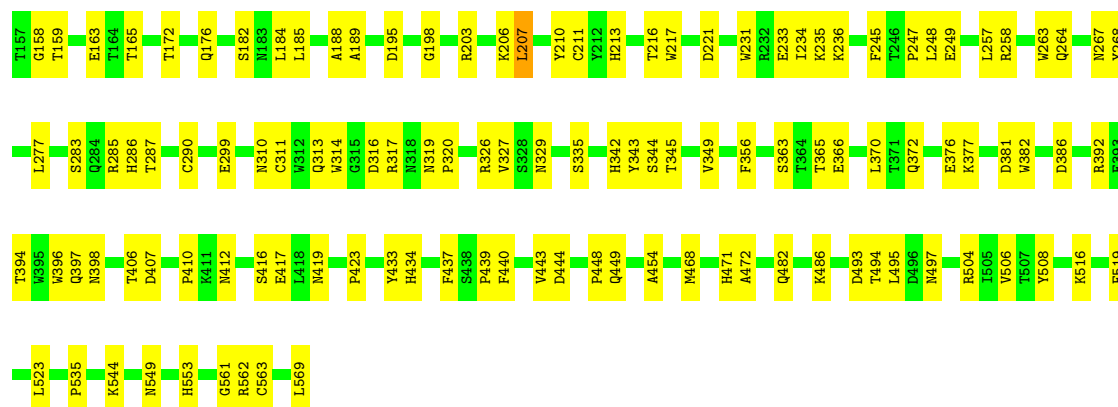 T157 G158 T159 E163 T164 T165 T172 Q176 S182 N183 L184 L185 A188 A189 D195 G198 R203 K206 L207 Y210 C211 Y212 H213 T216 W217 D221 W231 R232 E233 I234 K235 K236 F245 T246 P247 L248 E249 L257 R258 W263 Q264 N267
L277 S283 Q284 R285 H286 T287 C290 E299 N310 C311 W312 Q313 W314 G315 D316 R317 N318 N319 P320 R326 V327 S328 N329 S335 H342 Y343 S344 T345 V349 F356 S363 T364 T365 E366 L370 T371 Q372 E376 K377 D381 W382 D386 R392
T394 W395 W396 Q397 N398 T406 D407 P410 K411 N412 S416 E417 L418 N419 P423 Y433 H434 F437 S438 P439 F440 V443 D444 P448 Q449 A454 M468 H471 A472 Q482 K486 D493 T494 L495 D496 N497 R504 I505 V506 T507 Y508 K516
L523 P535 K544 N549 H553 G561 R562 C563 L569